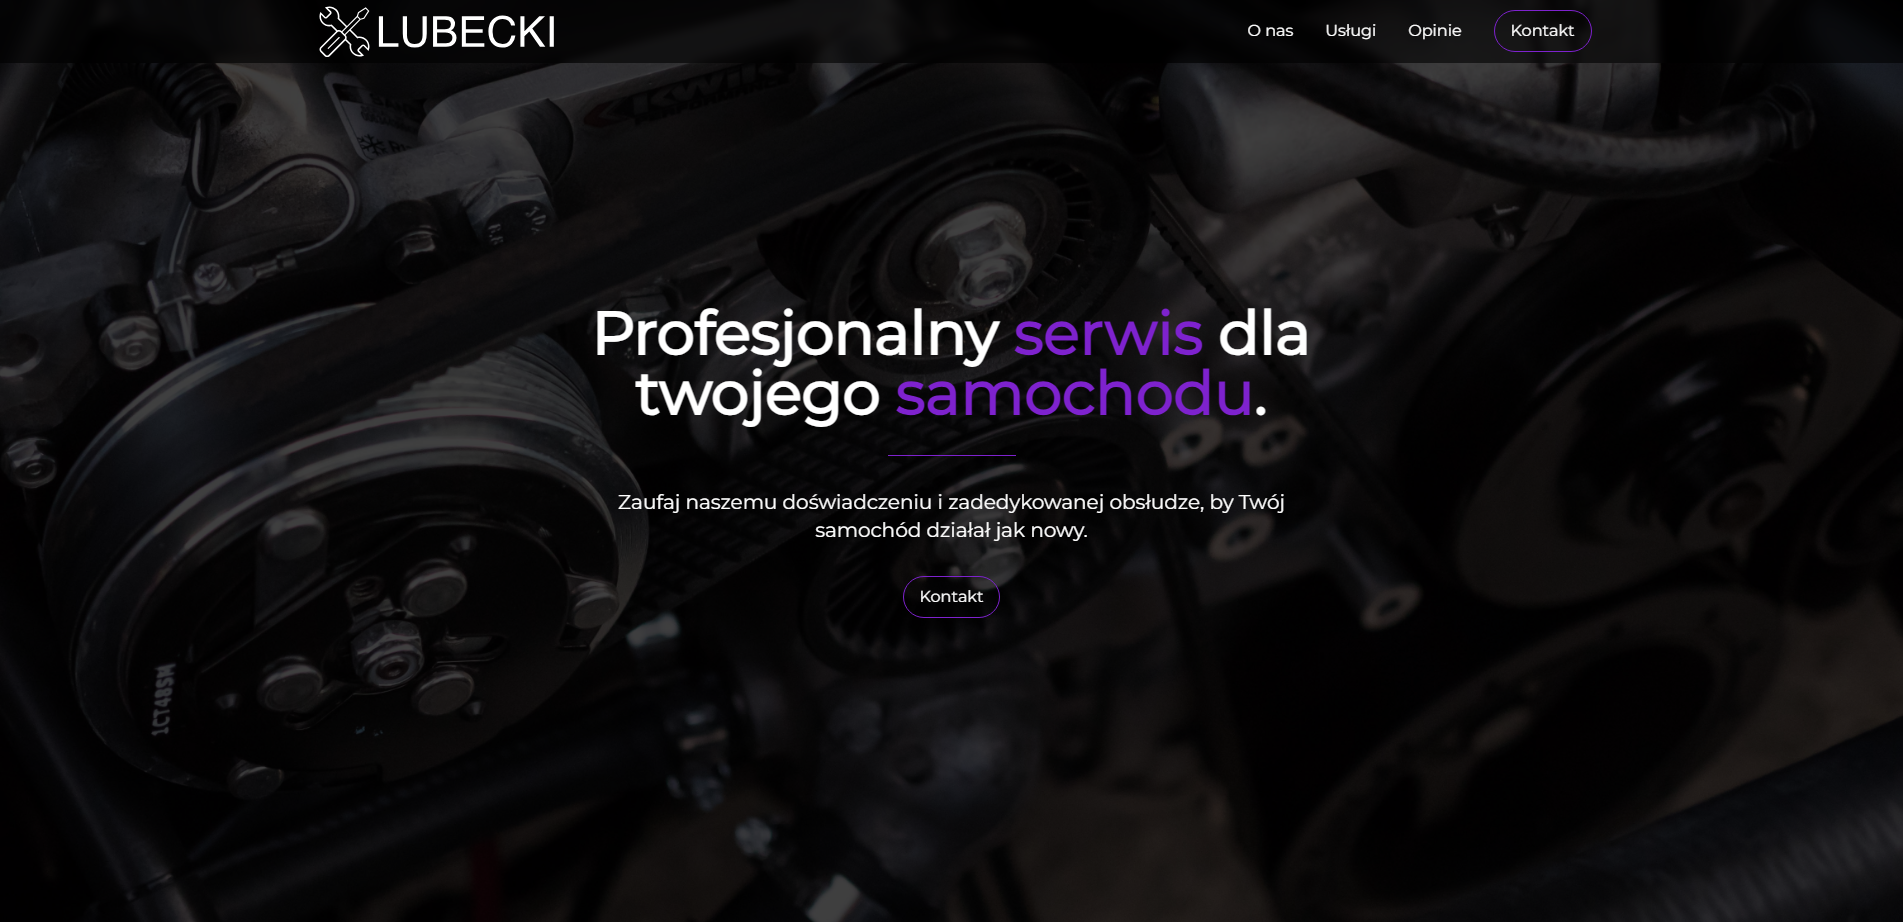 LUBECKI
O nas
Usługi
Opinie
Kontakt
Profesjonalny serwis dla
twojego samochodu.
Zaufaj naszemu doświadczeniu i zadedykowanej obsłudze, by Twój
samochód działał jak nowy.
Kontakt
1CT48SM